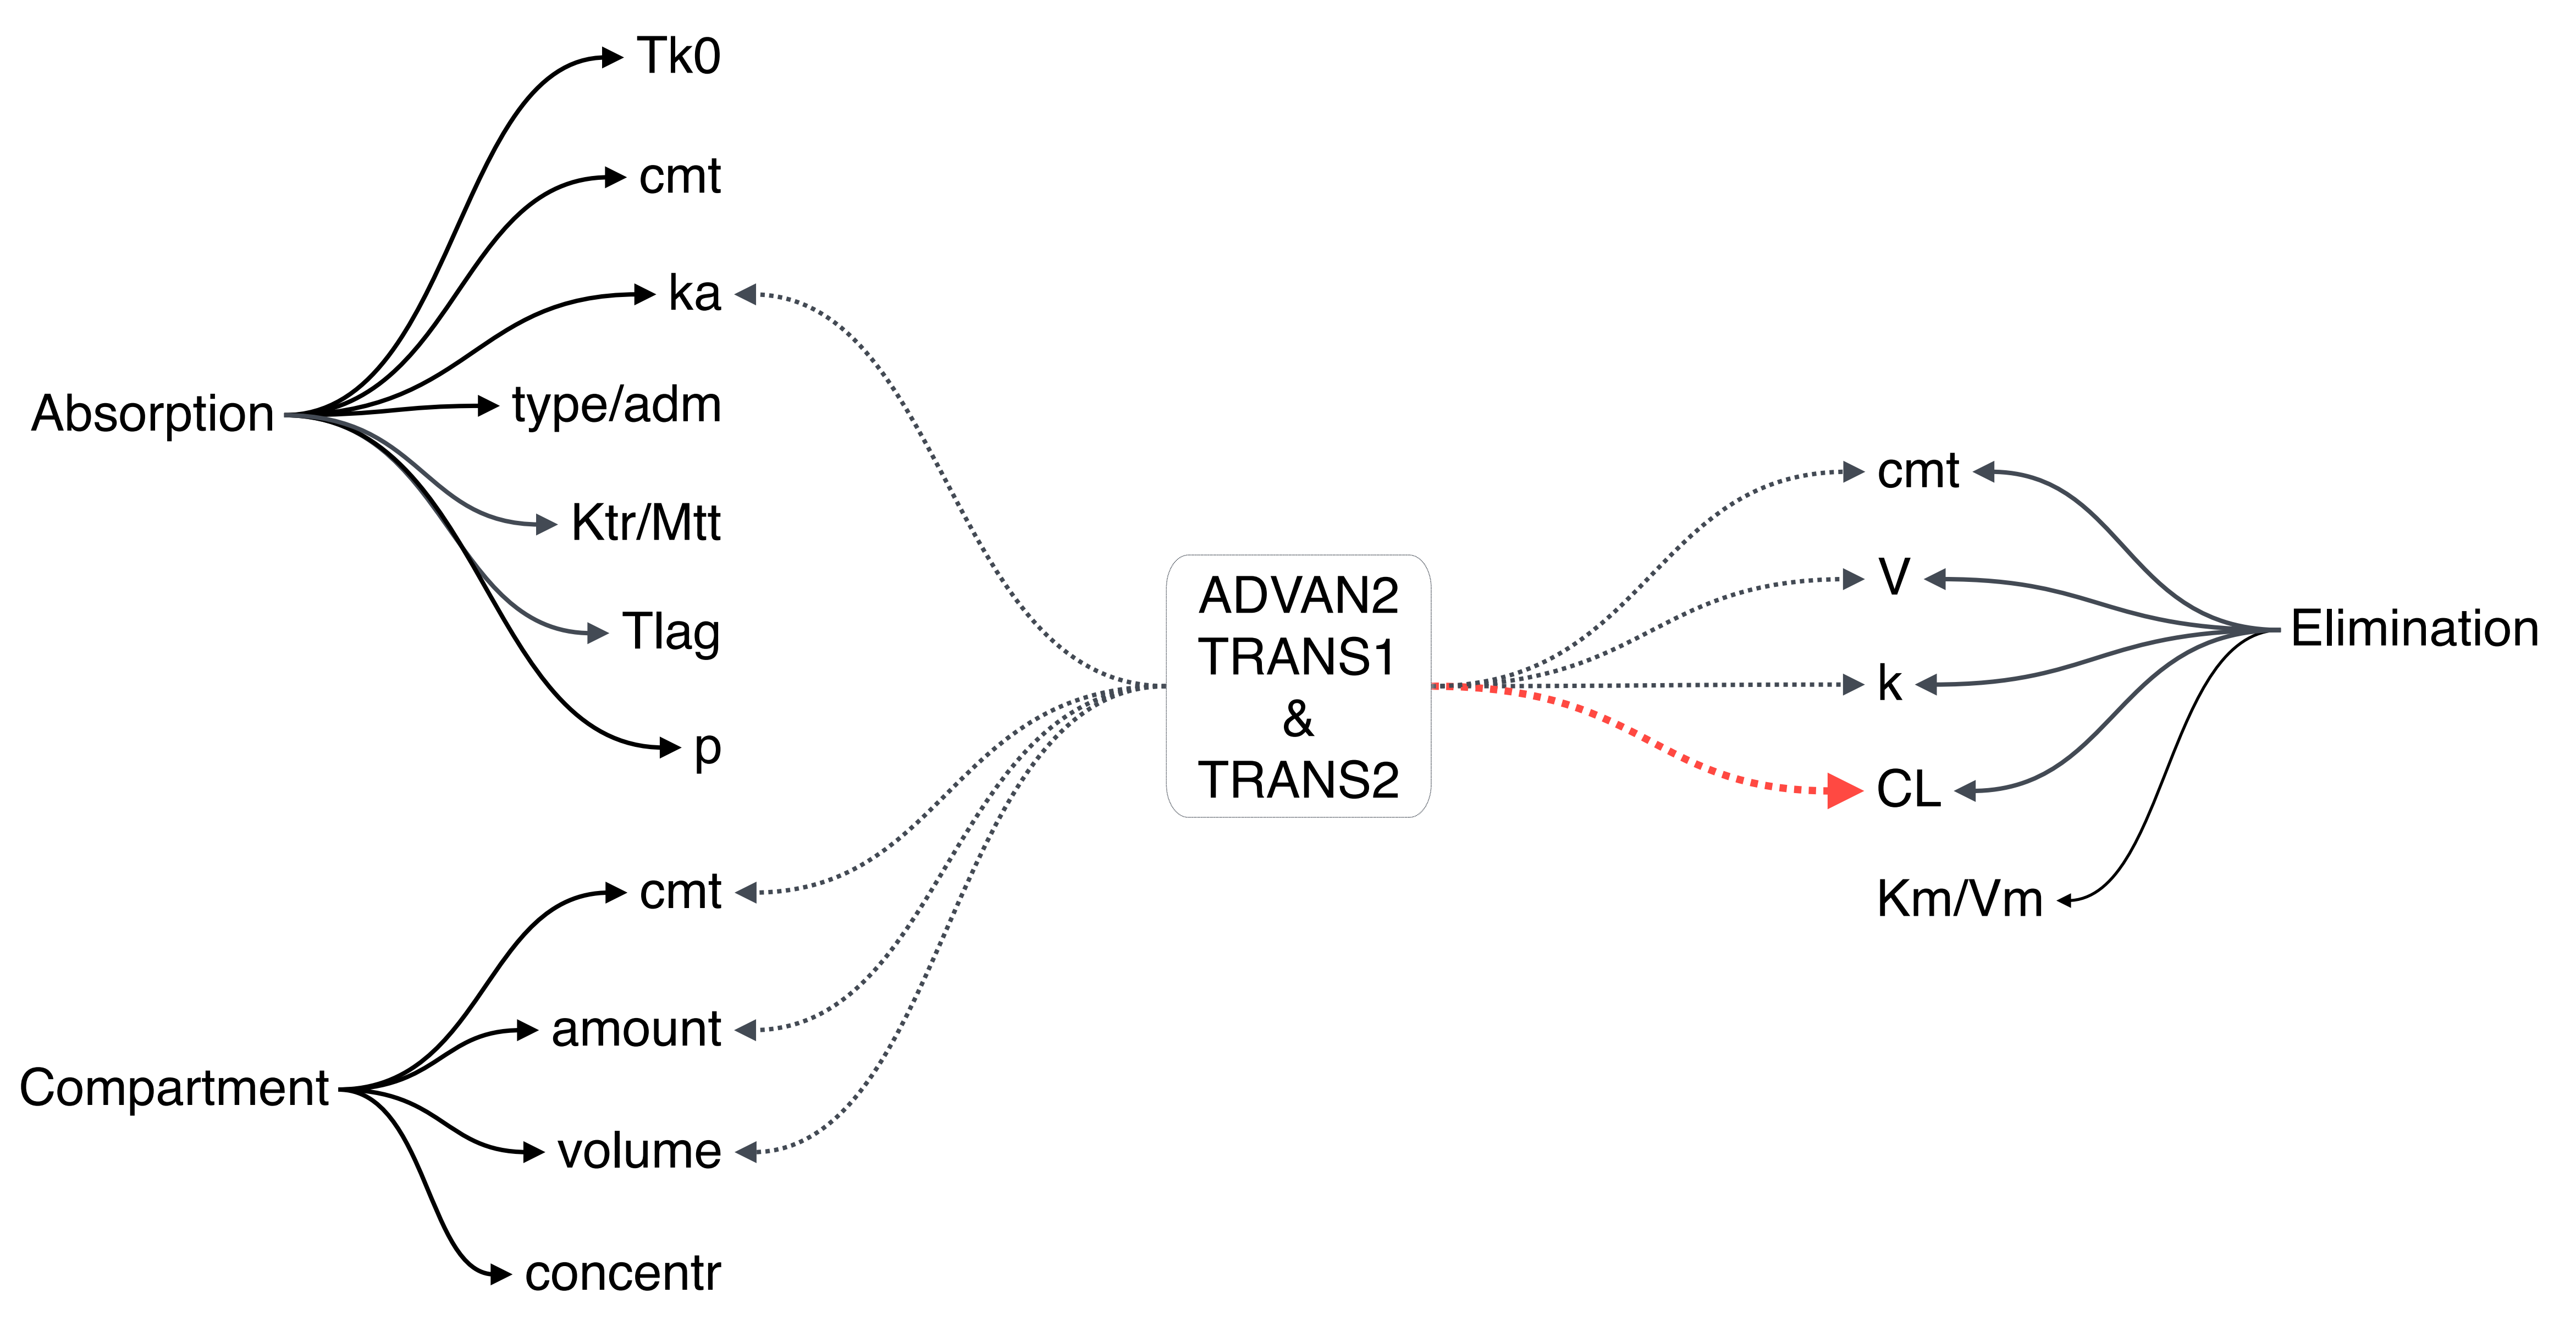 Tk0
cmt
ka
type/adm
Absorption
Ktr/Mtt
Tlag
p
cmt
amount
Compartment
volume
concentr
ADVAN2
TRANS1
&
TRANS2
cmt
V
Elimination
k
CL
Km/Vm